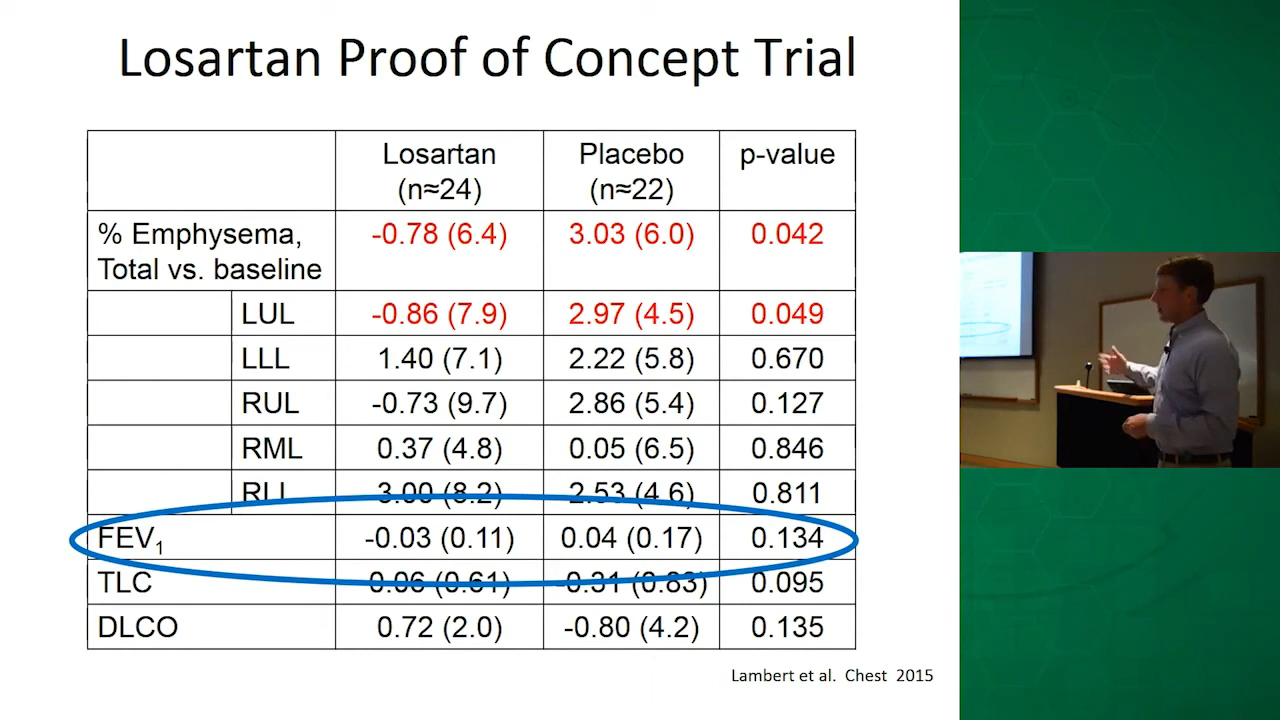 Losartan Proof of Concept Trial
Losartan Placebo p-value
(n≈24) (n≈22)
% Emphysema, -0.78 (6.4) 3.03 (6.0) 0.042
Total vs. baseline
LUL -0.86 (7.9) 2.97 (4.5) 0.049
LLL 1.40 (7.1) 2.22 (5.8) 0.670
RUL -0.73 (9.7) 2.86 (5.4) 0.127
RML 0.37 (4.8) 0.05 (6.5) 0.846
RLL 3.00 (8.2) 2.53 (4.6) 0.811
FEV1 -0.03 (0.11) 0.04 (0.17) 0.134
TLC 0.06 (0.61) -0.31 (0.83) 0.095
DLCO 0.72 (2.0) -0.80 (4.2) 0.135
Lambert et al. Chest 2015